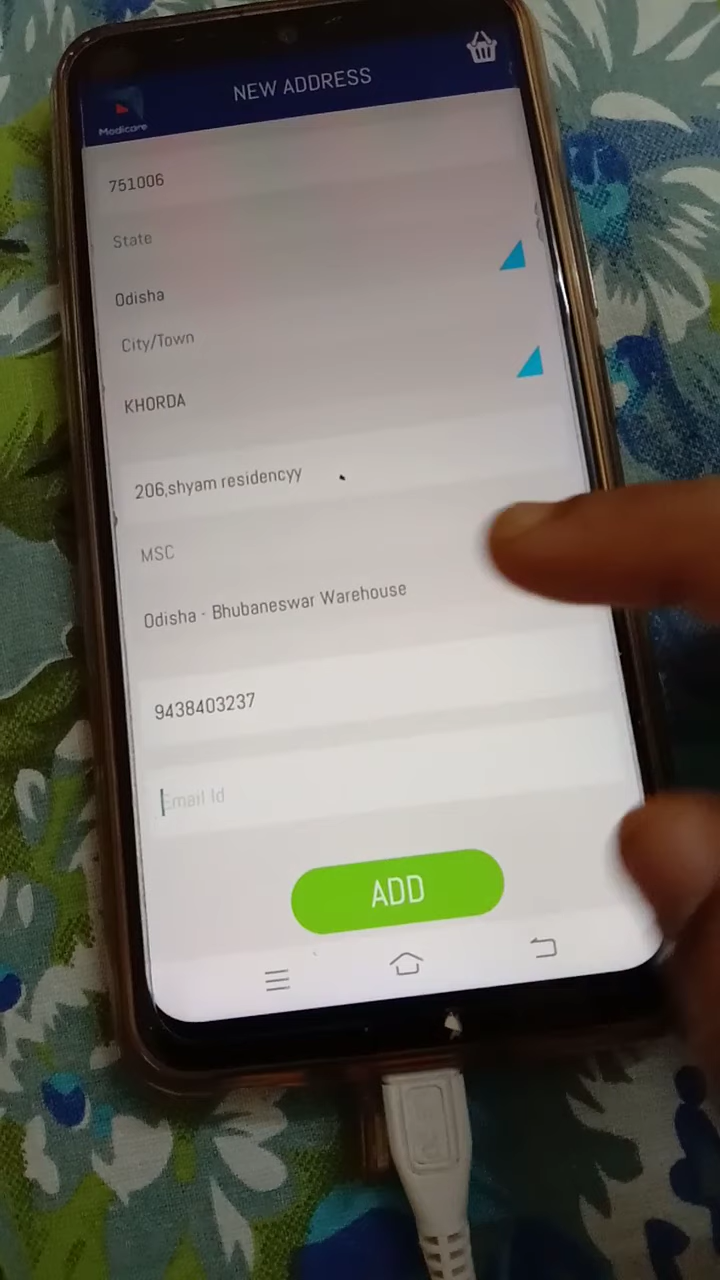 NEW ADDRESS
Modicare
751006
State
Odisha
City/Town
KHORDA
206,shyam residencyy
MSC
Odisha - Bhubaneswar Warehouse
9438403237
Email Id
ADD